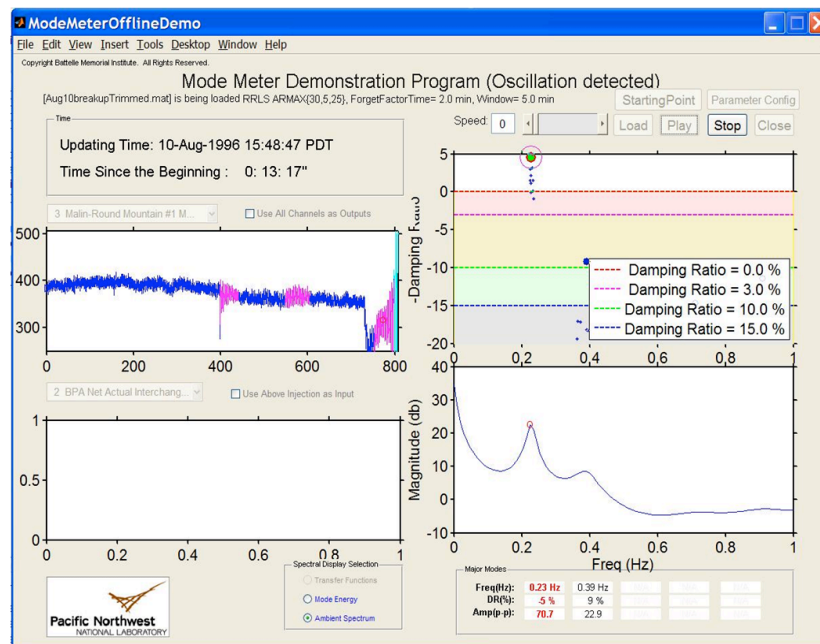 ModeMeterOfflineDemo
File Edit View Insert Tools Desktop Window Help
Copyright Battelle Memorial Institute. All Rights Reserved.
Mode Meter Demonstration Program (Oscillation detected)
[Aug10breakupTrimmed.mat] is being loaded RRLS ARMAX{30,5,25}, ForgetFactorTime= 2.0 min, Window= 5.0 min
StartingPoint Parameter Config
Speed: 0 Load Play Stop Close
Time
Updating Time: 10-Aug-1996 15:48:47 PDT
Time Since the Beginning : 0: 13: 17"
3 Malin-Round Mountain #1 M... Use All Channels as Outputs
500
400
300
0 200 400 600 800
2 BPA Net Actual Interchang... Use Above Injection as Input
1
0.5
0
0 0.2 0.4 0.6 0.8 1
-Damping Ratio
5
0
-5
-10
-15
-20
0 0.2 0.4 0.6 0.8 1
Freq (Hz)
Damping Ratio = 0.0 %
Damping Ratio = 3.0 %
Damping Ratio = 10.0 %
Damping Ratio = 15.0 %
Magnitude (db)
40
30
20
10
0
-10
0 0.2 0.4 0.6 0.8 1
Freq (Hz)
Pacific Northwest
NATIONAL LABORATORY
Spectral Display Selection
Transfer Functions
Mode Energy
Ambient Spectrum
Major Modes
Freq(Hz): 0.23 Hz 0.39 Hz
DR(%): -5 % 9 %
Amp(p-p): 70.7 22.9